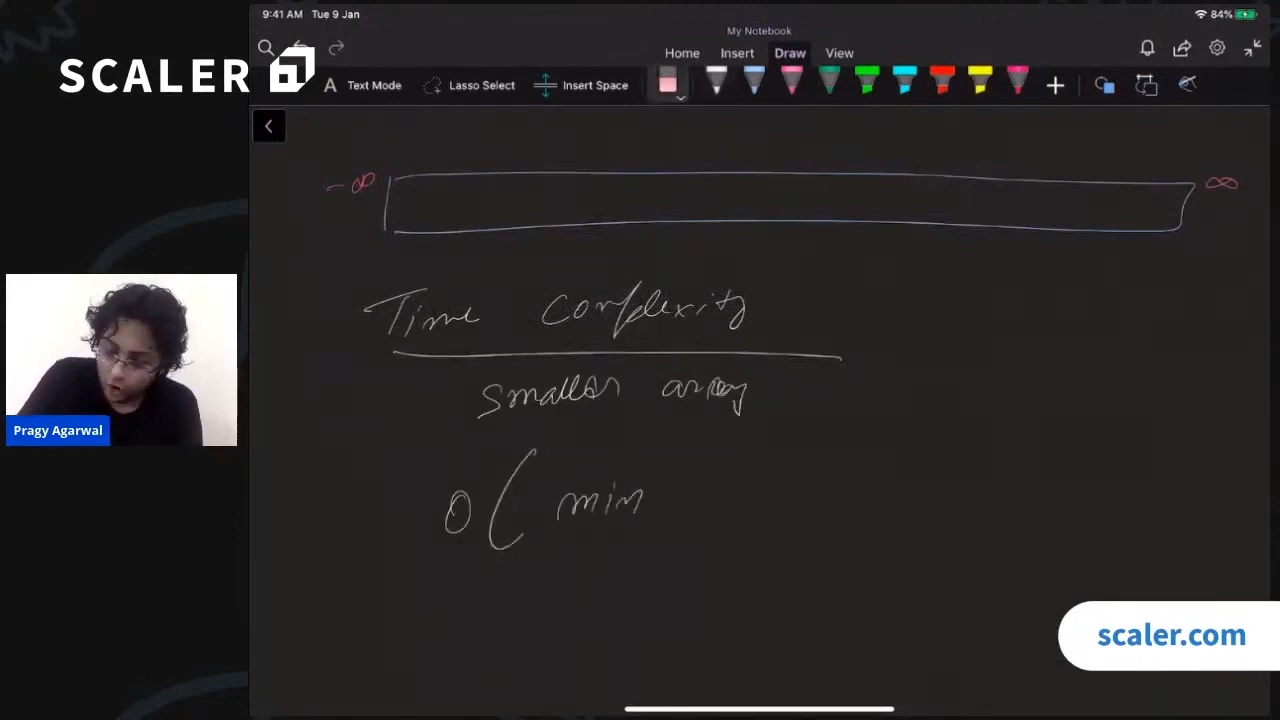 9:41 AM Tue 9 Jan
84%
My Notebook
SCALER
Home Insert Draw View
A Text Mode Lasso Select Insert Space
-∞ ∞
Time Complexity
smaller array
O( min
Pragy Agarwal
scaler.com